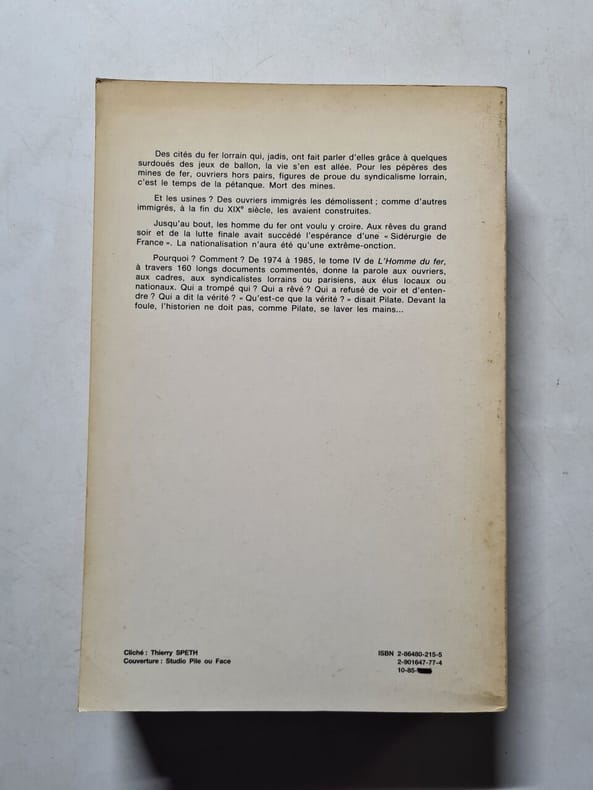 Des cités du fer lorrain qui, jadis, ont fait parler d'elles grâce à quelques
surdoués des jeux de ballon, la vie s'en est allée. Pour les pépères des
mines de fer, ouvriers hors pairs, figures de proue du syndicalisme lorrain,
c'est le temps de la pétanque. Mort des mines.
Et les usines ? Des ouvriers immigrés les démolissent ; comme d'autres
immigrés, à la fin du XIXe siècle, les avaient construites.
Jusqu'au bout, les homme du fer ont voulu y croire. Aux rêves du grand
soir et de la lutte finale avait succédé l'espérance d'une « Sidérurgie de
France ». La nationalisation n'aura été qu'une extrême-onction.
Pourquoi ? Comment ? De 1974 à 1985, le tome IV de L'Homme du fer,
à travers 160 longs documents commentés, donne la parole aux ouvriers,
aux cadres, aux syndicalistes lorrains ou parisiens, aux élus locaux ou
nationaux. Qui a trompé qui ? Qui a rêvé ? Qui a refusé de voir et d'enten-
dre ? Qui a dit la vérité ? « Qu'est-ce que la vérité ? » disait Pilate. Devant la
foule, l'historien ne doit pas, comme Pilate, se laver les mains...
Cliché : Thierry SPETH
Couverture : Studio Pile ou Face
ISBN 2-86480-215-5
2-901647-77-4
10-85-